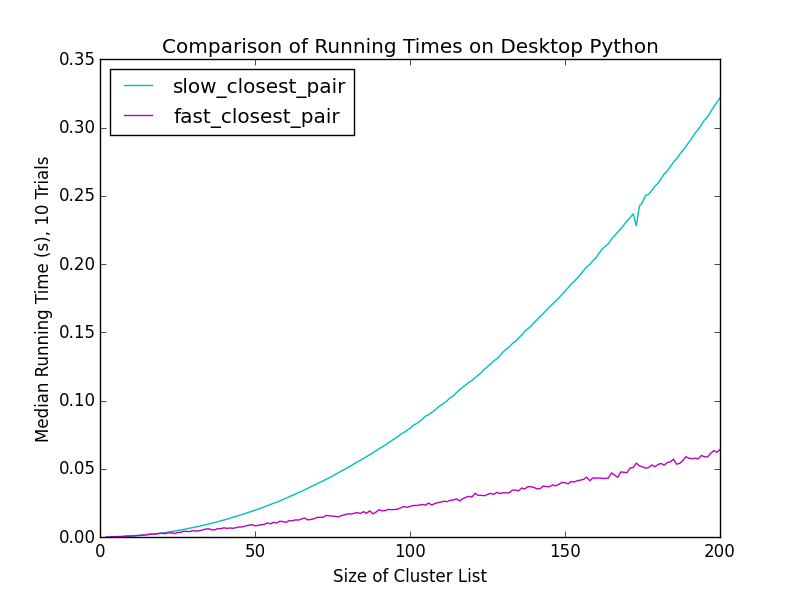 Comparison of Running Times on Desktop Python
slow_closest_pair
fast_closest_pair
Median Running Time (s), 10 Trials
0.35
0.30
0.25
0.20
0.15
0.10
0.05
0.00
0 50 100 150 200
Size of Cluster List